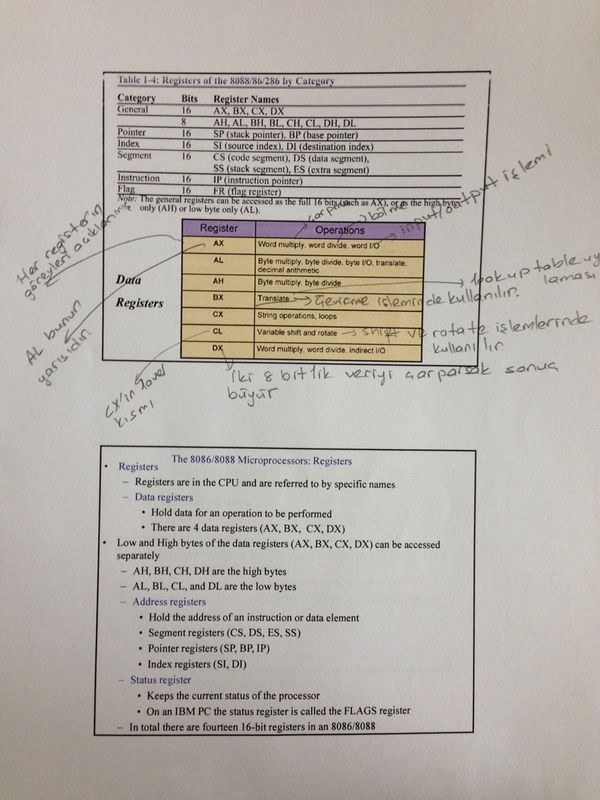 Table 1-4: Registers of the 8088/86/286 by Category
Category Bits Register Names
General 16 AX, BX, CX, DX
8 AH, AL, BH, BL, CH, CL, DH, DL
Pointer 16 SP (stack pointer), BP (base pointer)
Index 16 SI (source index), DI (destination index)
Segment 16 CS (code segment), DS (data segment),
SS (stack segment), ES (extra segment)
Instruction 16 IP (instruction pointer)
Flag 16 FR (flag register)
Note: The general registers can be accessed as the full 16 bits (such as AX), or as the high byte
only (AH) or low byte only (AL).
çarpma
bölme
input/output işlemi
Her register'ın
görevleri açıklanmış
AL bunun
yarısıdır.
Data
Registers
Register Operations
AX Word multiply, word divide, word I/O
AL Byte multiply, byte divide, byte I/O, translate,
decimal arithmetic
AH Byte multiply, byte divide
lookup table uy
laması
BX Translate
Çevirme işleminde kullanılır.
CX String operations, loops
CL Variable shift and rotate
shift ve rotate işlemlerinde
kullanılır
DX Word multiply, word divide, indirect I/O
CX'in lower
kısmı
İki 8 bitlik veriyi çarparsak sonuç
büyür
The 8086/8088 Microprocessors: Registers
• Registers
– Registers are in the CPU and are referred to by specific names
– Data registers
• Hold data for an operation to be performed
• There are 4 data registers (AX, BX, CX, DX)
• Low and High bytes of the data registers (AX, BX, CX, DX) can be accessed
separately
– AH, BH, CH, DH are the high bytes
– AL, BL, CL, and DL are the low bytes
– Address registers
• Hold the address of an instruction or data element
• Segment registers (CS, DS, ES, SS)
• Pointer registers (SP, BP, IP)
• Index registers (SI, DI)
– Status register
• Keeps the current status of the processor
• On an IBM PC the status register is called the FLAGS register
– In total there are fourteen 16-bit registers in an 8086/8088